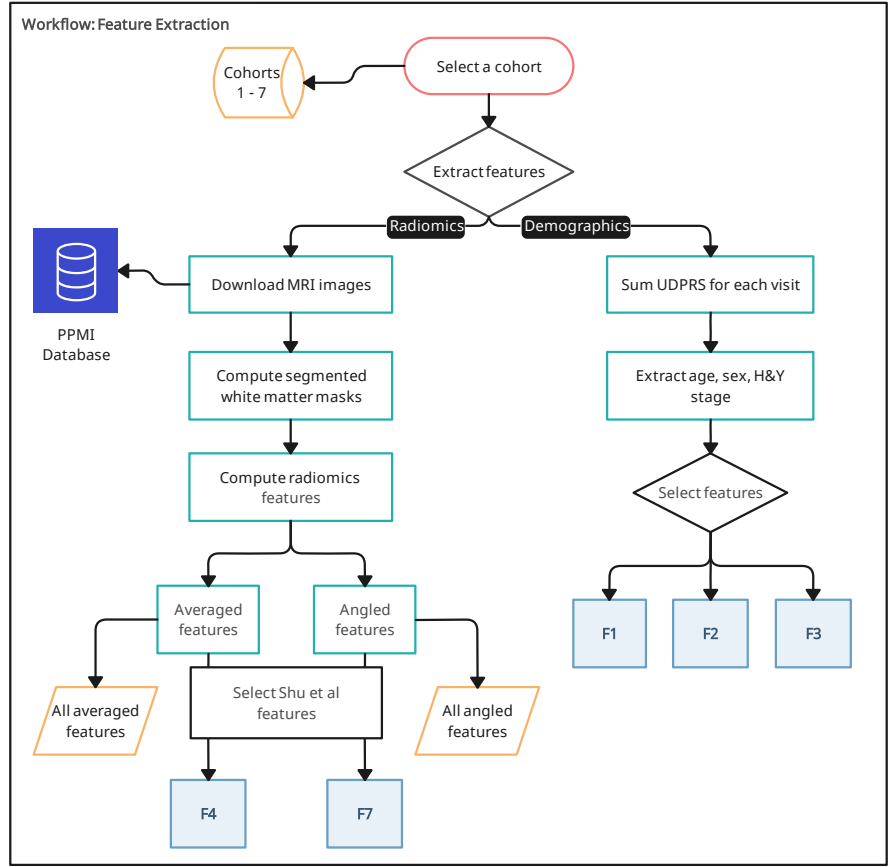 Workflow: Feature Extraction
Select a cohort
Cohorts
1 - 7
Extract features
Radiomics
Demographics
Download MRI images
Sum UDPRS for each visit
PPMI
Database
Compute segmented
white matter masks
Extract age, sex, H&Y
stage
Compute radiomics
features
Select features
Averaged
features
Angled
features
F1
F2
F3
Select Shu et al
features
All averaged
features
All angled
features
F4
F7